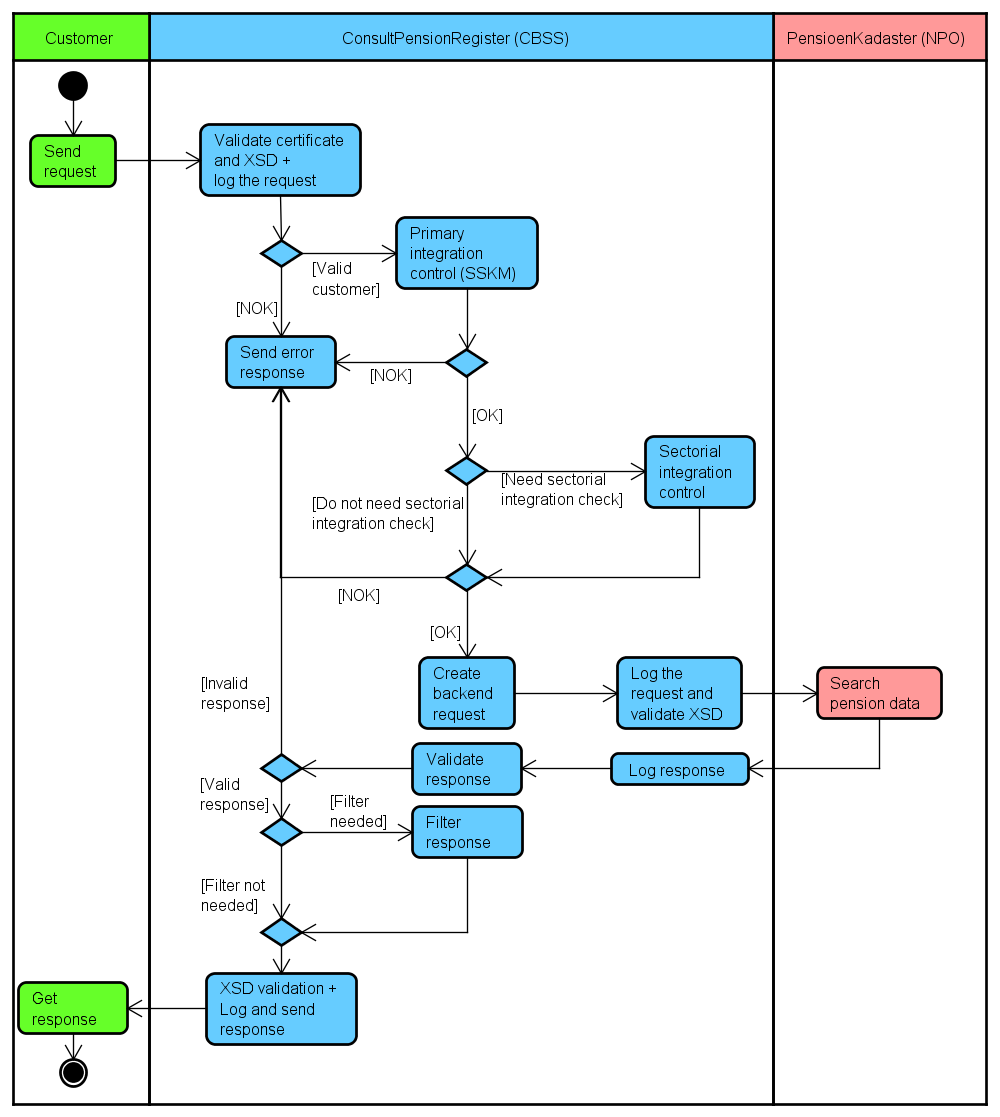 Customer
ConsultPensionRegister (CBSS)
PensioenKadaster (NPO)
Send
request
Validate certificate
and XSD +
log the request
Primary
integration
control (SSKM)
[Valid
customer]
[NOK]
Send error
response
[NOK]
[OK]
Sectorial
integration
control
[Need sectorial
integration check]
[Do not need sectorial
integration check]
[NOK]
[OK]
Create
backend
request
Log the
request and
validate XSD
Search
pension data
[Invalid
response]
Validate
response
Log response
[Valid
response]
[Filter
needed]
Filter
response
[Filter not
needed]
XSD validation +
Log and send
response
Get
response